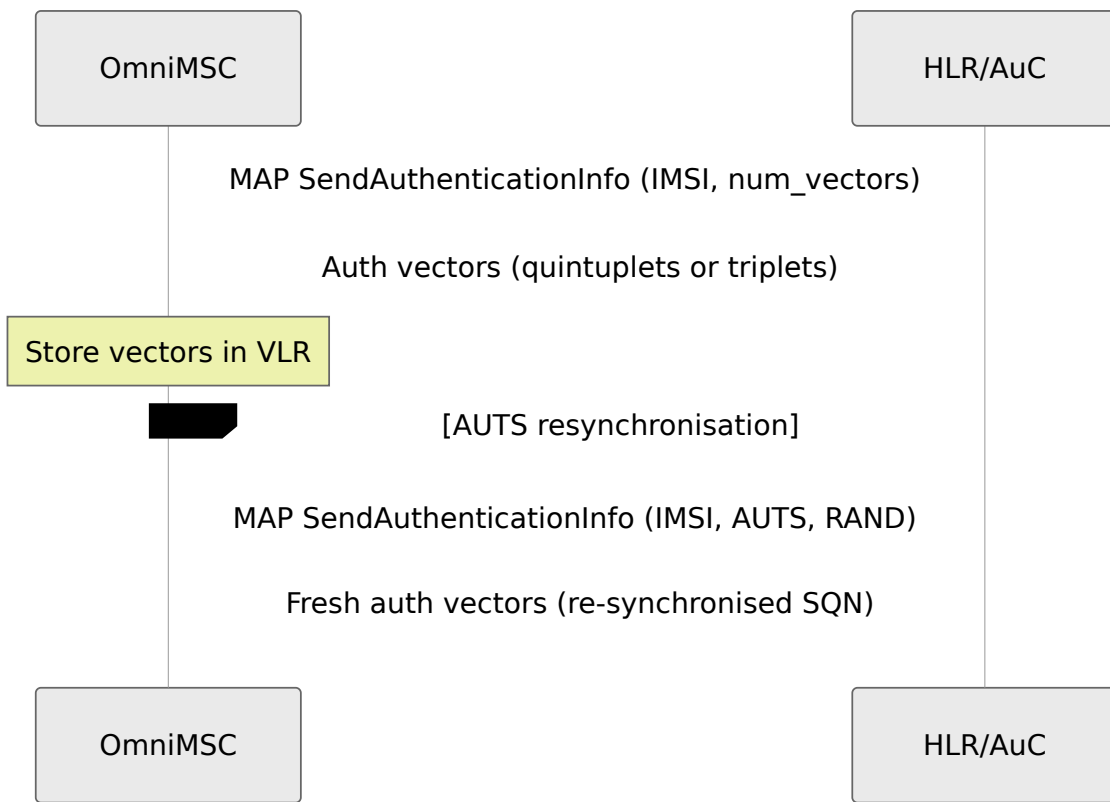 OmniMSC
HLR/AuC
MAP SendAuthenticationInfo (IMSI, num_vectors)
Auth vectors (quintuplets or triplets)
Store vectors in VLR
[AUTS resynchronisation]
MAP SendAuthenticationInfo (IMSI, AUTS, RAND)
Fresh auth vectors (re-synchronised SQN)
OmniMSC
HLR/AuC